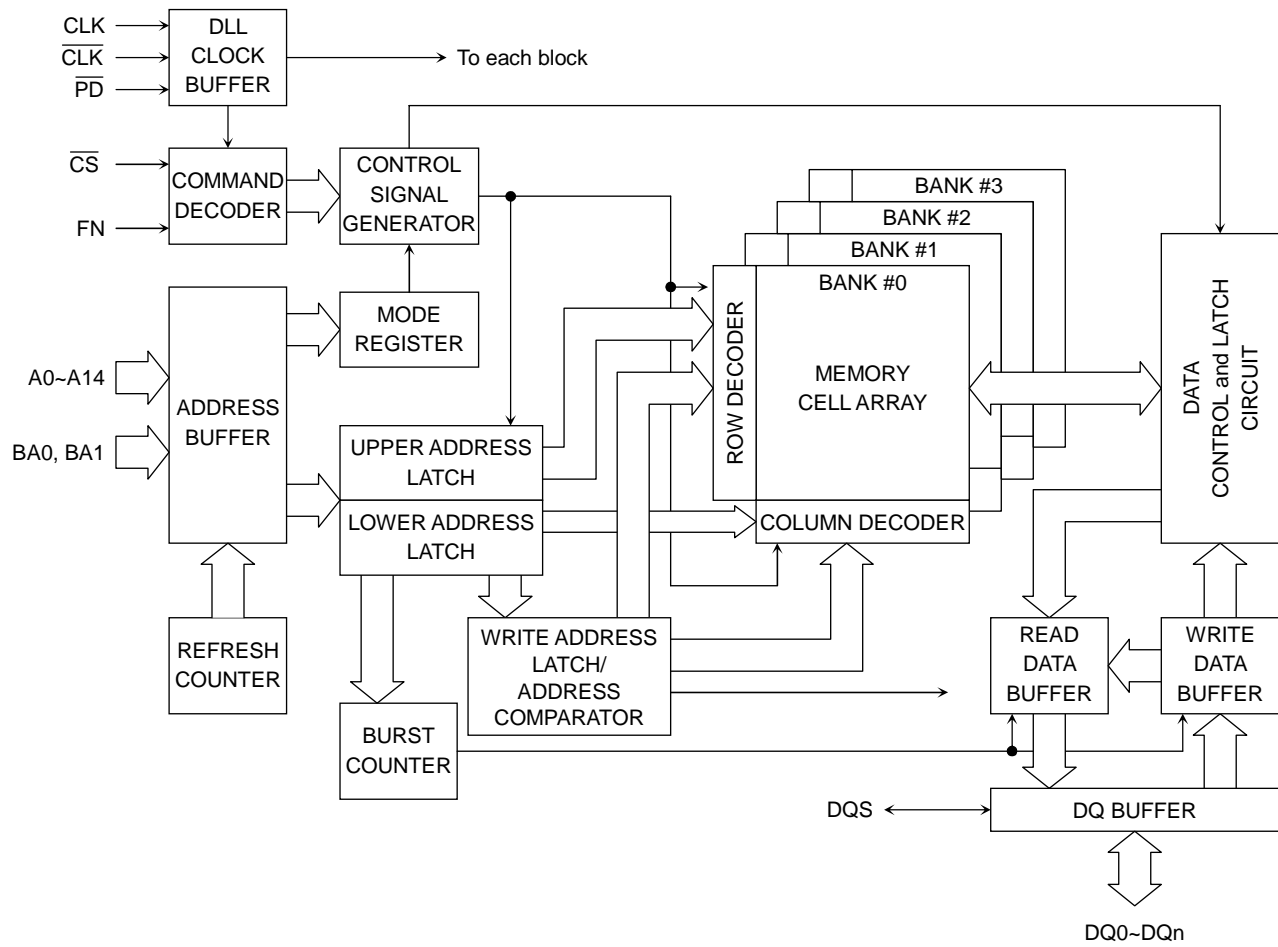 CLK
CLK
PD
DLL
CLOCK
BUFFER
To each block
CS
FN
COMMAND
DECODER
CONTROL
SIGNAL
GENERATOR
BANK #3
BANK #2
BANK #1
BANK #0
MODE
REGISTER
A0~A14
BA0, BA1
ADDRESS
BUFFER
ROW DECODER
MEMORY
CELL ARRAY
DATA
CONTROL and LATCH
CIRCUIT
UPPER ADDRESS
LATCH
LOWER ADDRESS
LATCH
COLUMN DECODER
REFRESH
COUNTER
WRITE ADDRESS
LATCH/
ADDRESS
COMPARATOR
READ
DATA
BUFFER
WRITE
DATA
BUFFER
BURST
COUNTER
DQS
DQ BUFFER
DQ0~DQn